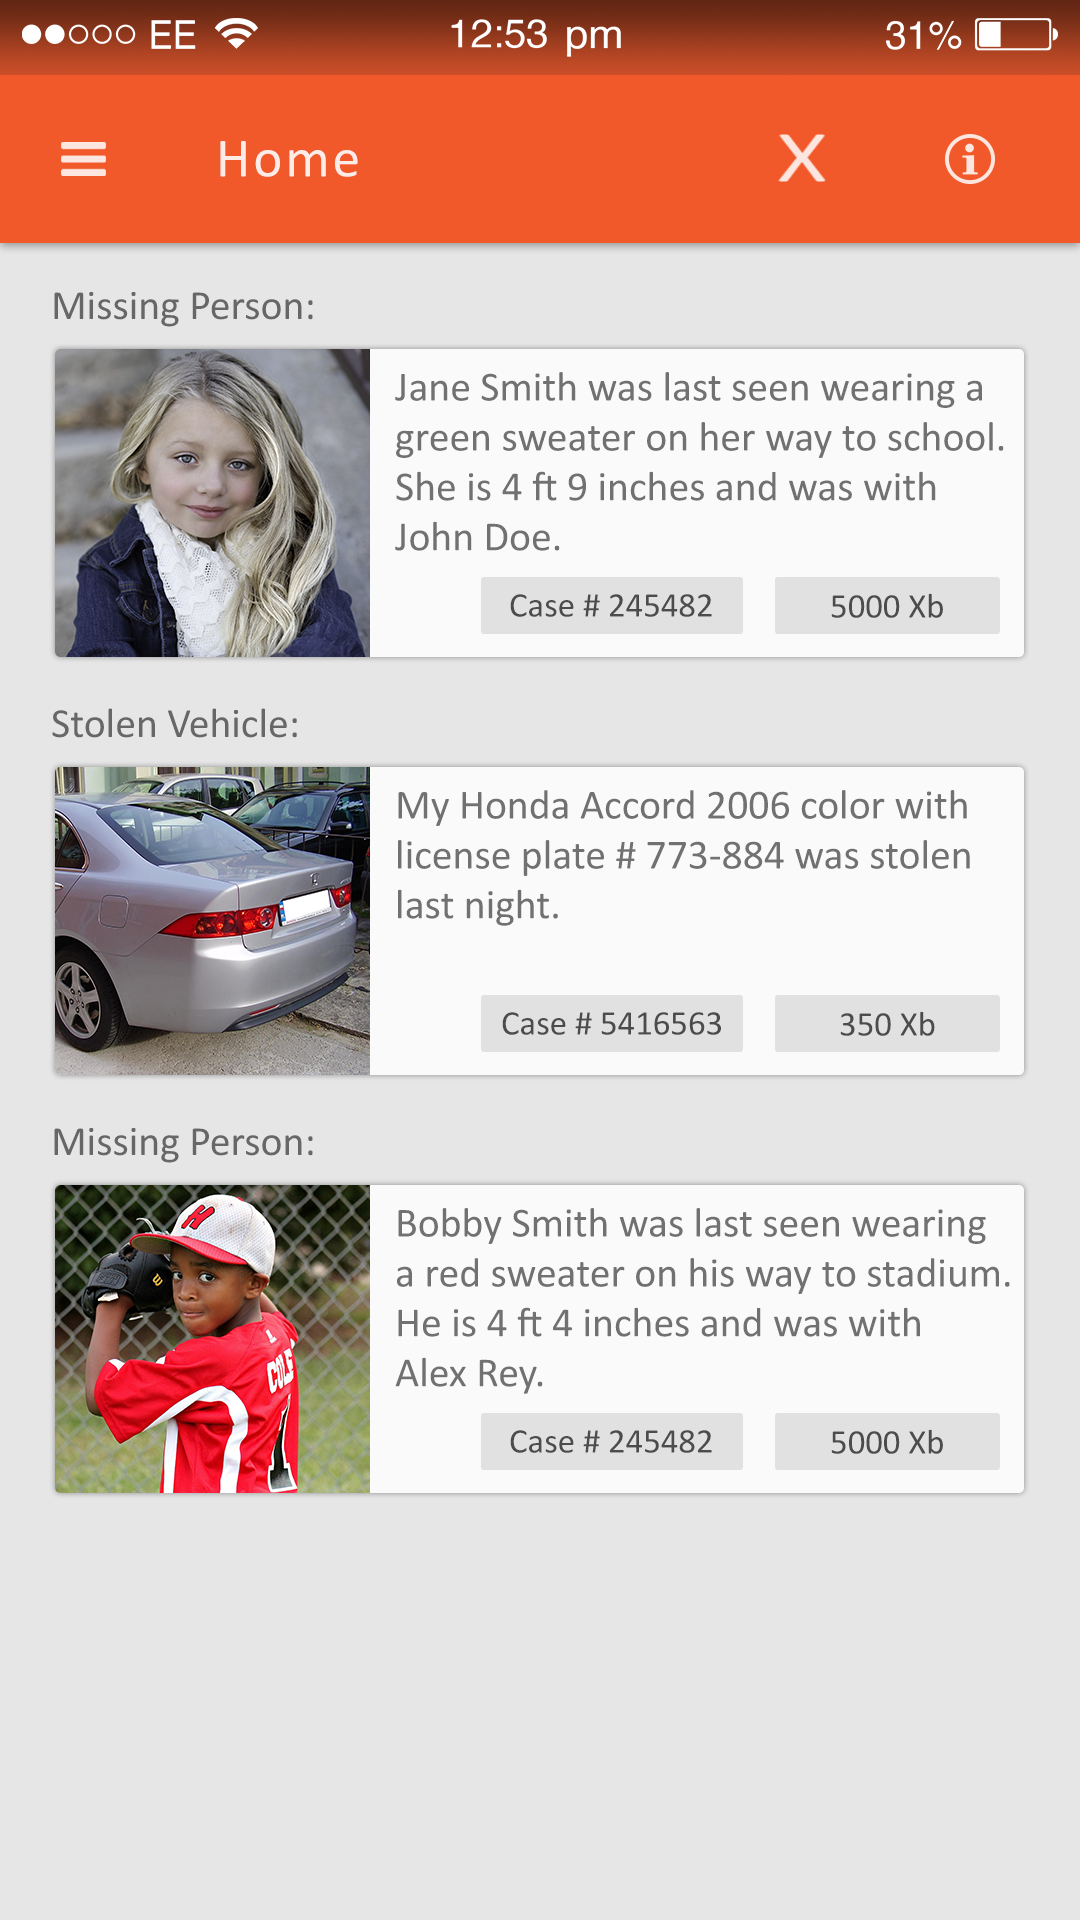 EE 12:53 pm 31%
Home X i
Missing Person:
Jane Smith was last seen wearing a
green sweater on her way to school.
She is 4 ft 9 inches and was with
John Doe.
Case # 245482 5000 Xb
Stolen Vehicle:
My Honda Accord 2006 color with
license plate # 773-884 was stolen
last night.
Case # 5416563 350 Xb
Missing Person:
H
COLE
1
Bobby Smith was last seen wearing
a red sweater on his way to stadium.
He is 4 ft 4 inches and was with
Alex Rey.
Case # 245482 5000 Xb